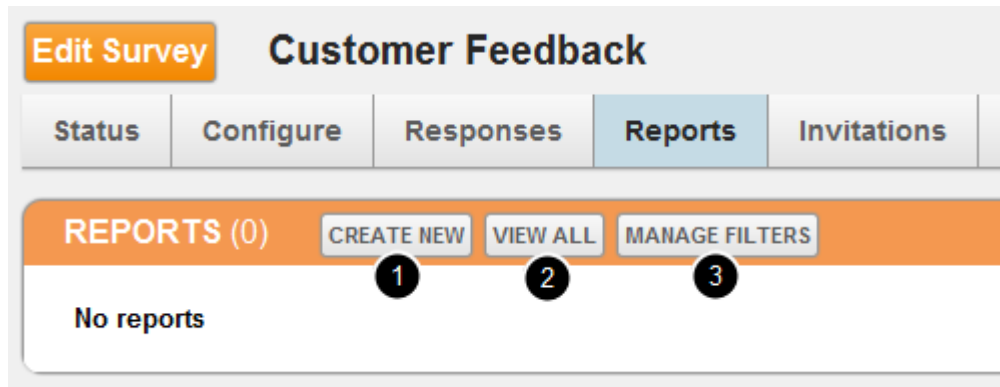 Edit Survey Customer Feedback
Status Configure Responses Reports Invitations
REPORTS (0) CREATE NEW VIEW ALL MANAGE FILTERS
1 2 3
No reports